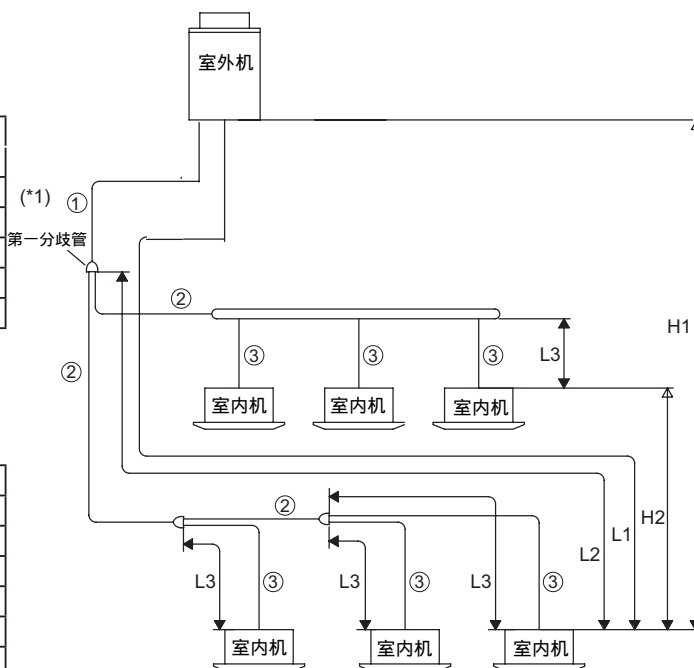 室外机
(*1) ①
第一分歧管
②
H1
③ ③ ③ L3
②
室内机 室内机 室内机
②
H2
L1
L2
L3 ③ L3 ③ L3 ③
室内机 室内机 室内机